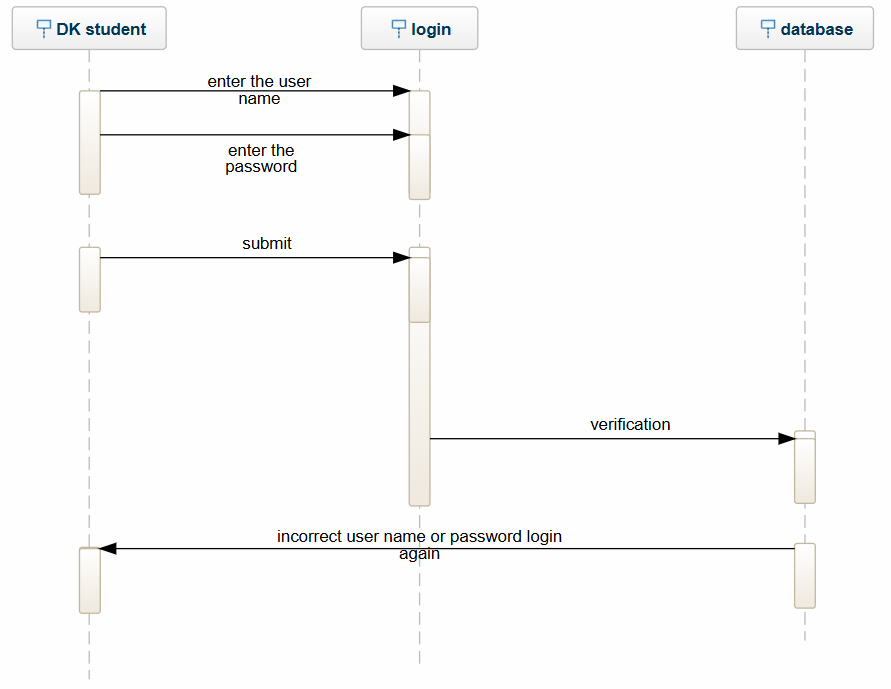 DK student
login
database
enter the user
name
enter the
password
submit
verification
incorrect user name or password login
again